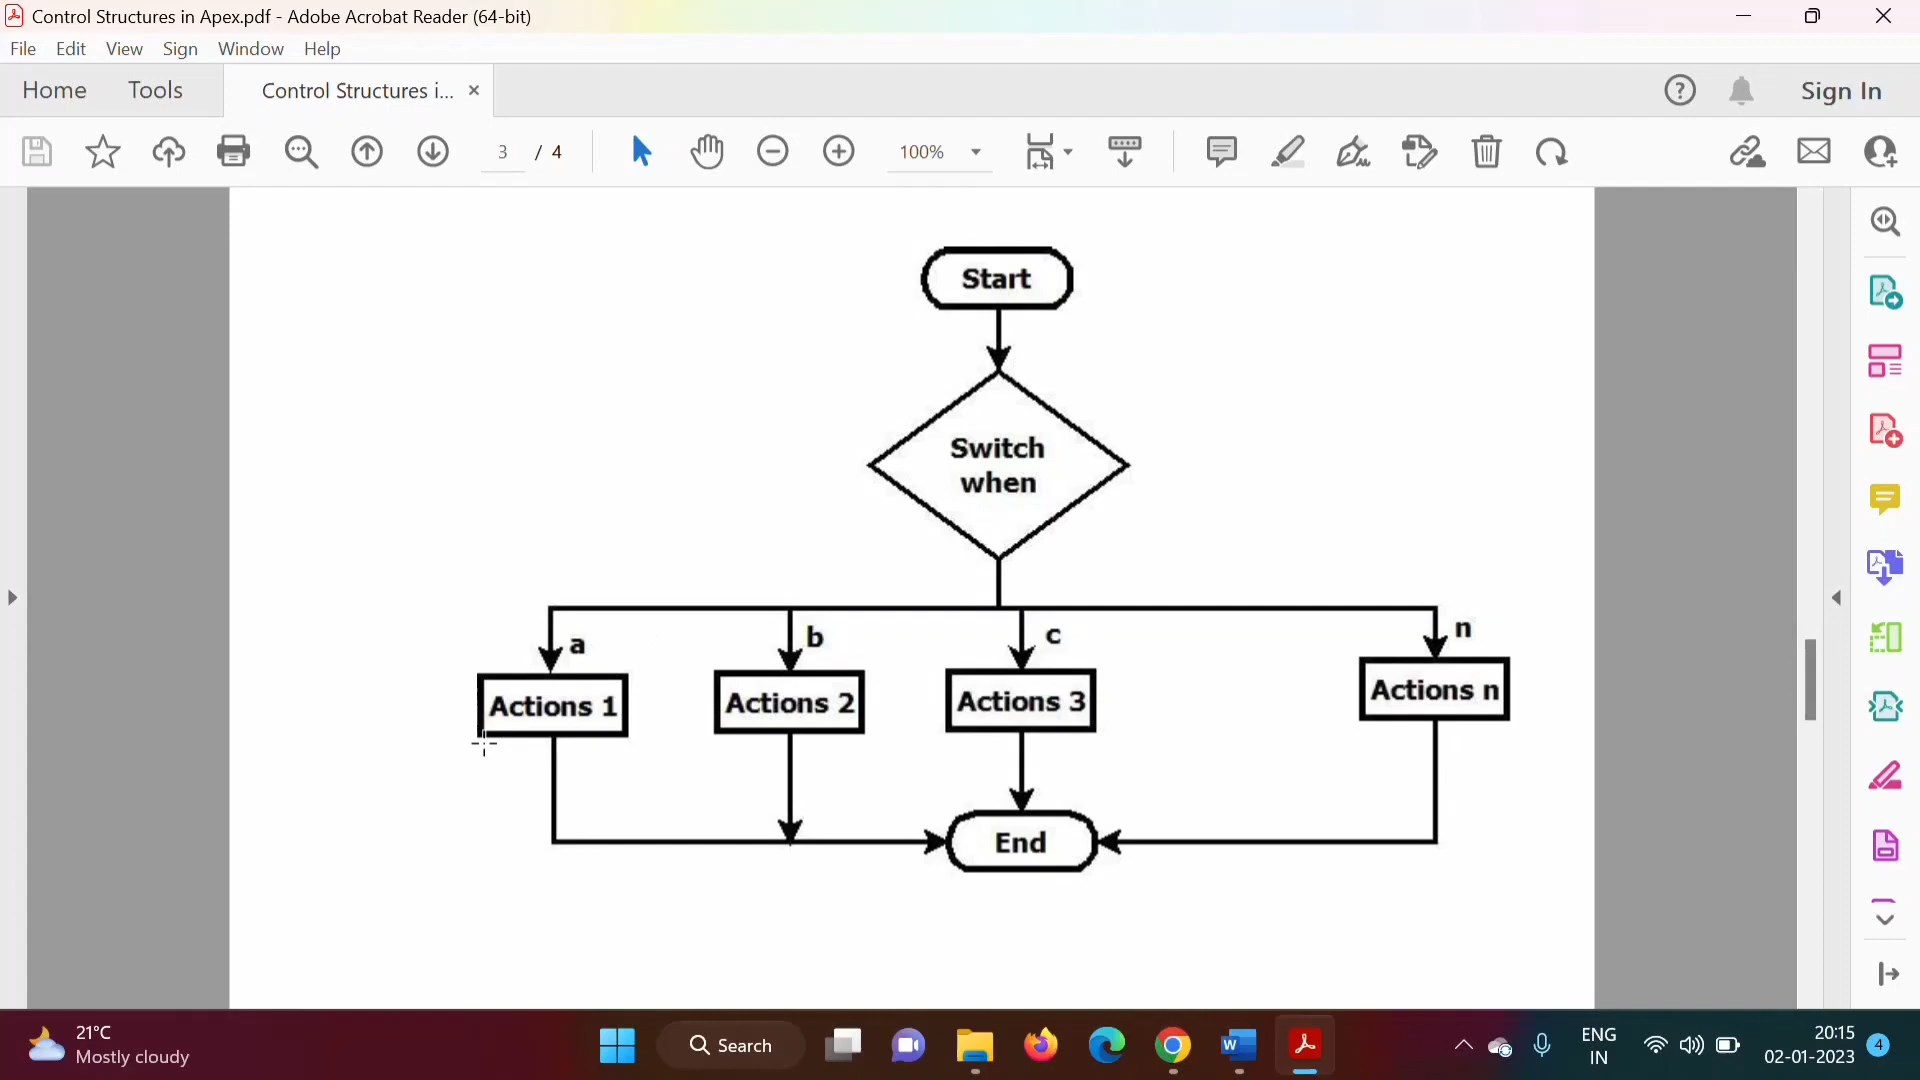 Control Structures in Apex.pdf - Adobe Acrobat Reader (64-bit)
File Edit View Sign Window Help
Home Tools Control Structures i... × Sign In
3 / 4 100%
Start
Switch
when
a b c n
Actions 1 Actions 2 Actions 3 Actions n
End
21°C
Mostly cloudy
Search
W
ENG
IN
20:15
02-01-2023
4